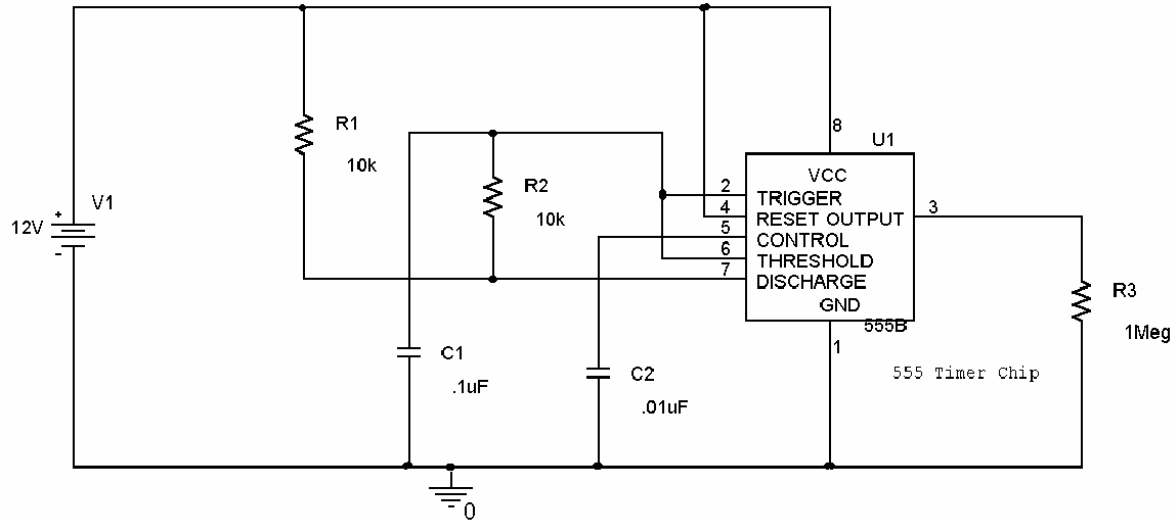 8
U1
R1
10k
R2
10k
VCC
2 TRIGGER
4 RESET OUTPUT 3
5 CONTROL
6 THRESHOLD
7 DISCHARGE
GND
555B
1
V1
12V
+
-
R3
1Meg
C1
.1uF
C2
.01uF
555 Timer Chip
0